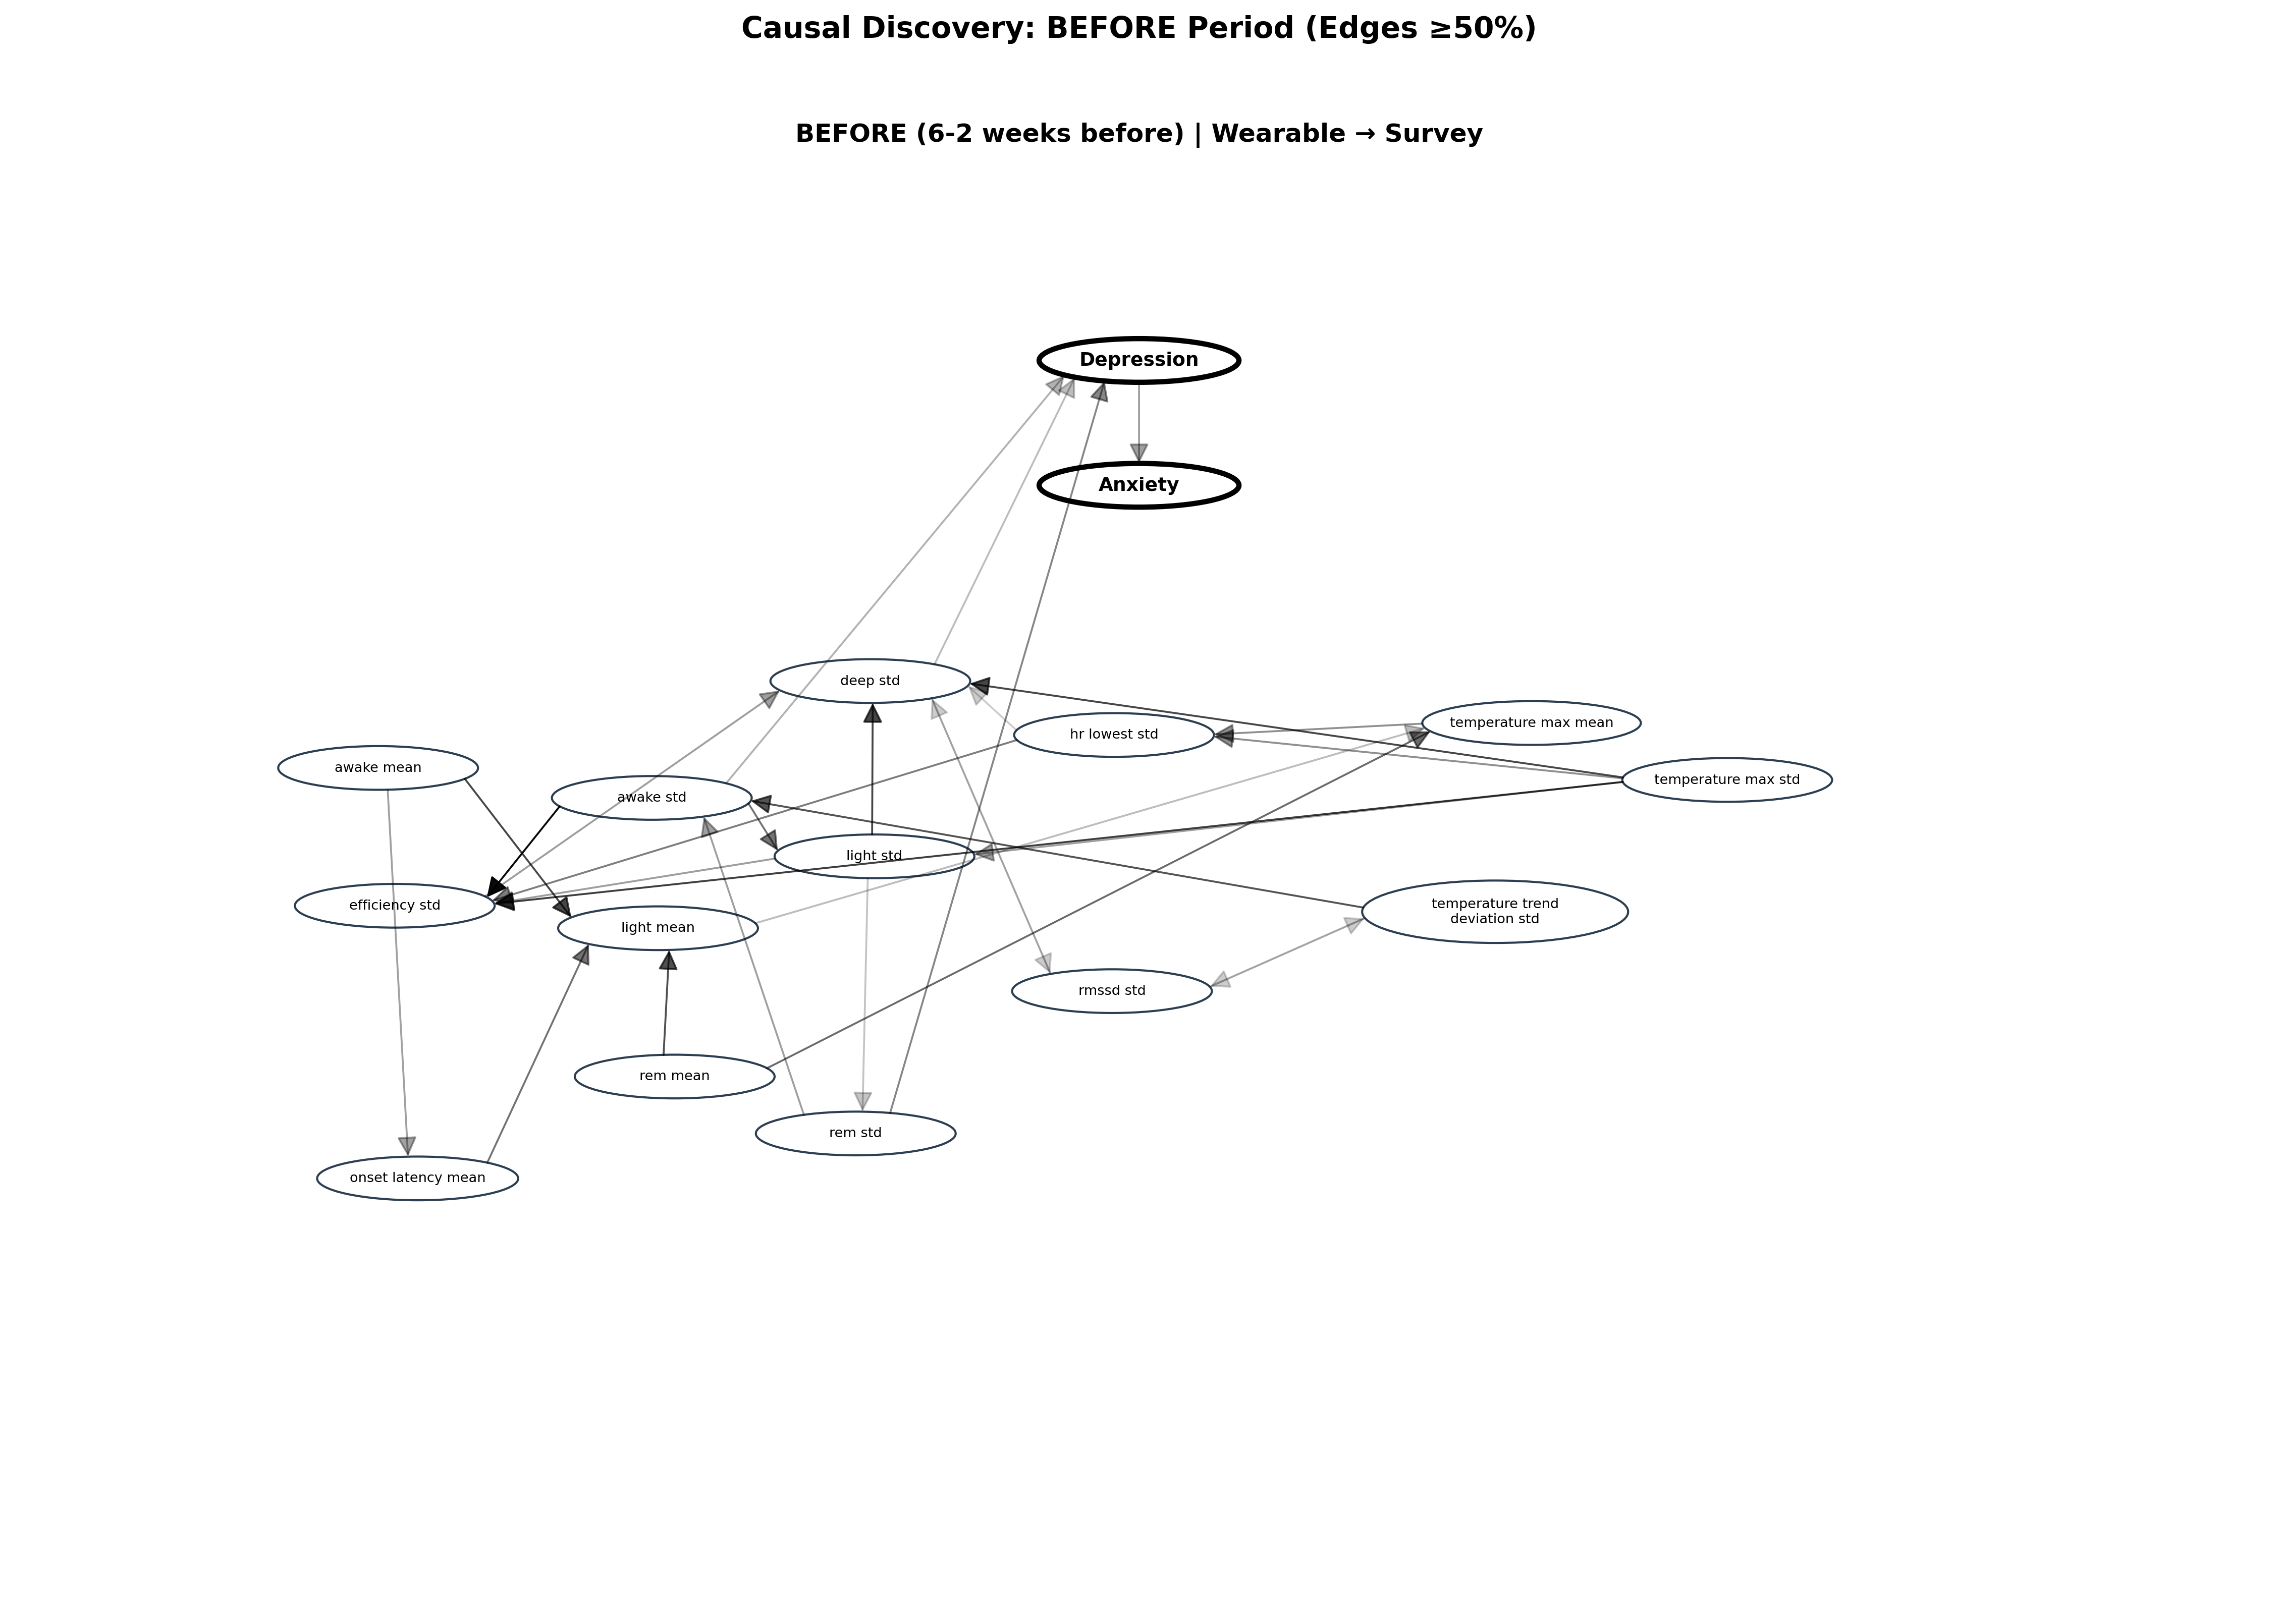 Causal Discovery: BEFORE Period (Edges ≥50%)
BEFORE (6-2 weeks before) | Wearable → Survey
Depression
Anxiety
deep std
temperature max mean
hr lowest std
awake mean
temperature max std
awake std
light std
efficiency std
temperature trend
deviation std
light mean
rmssd std
rem mean
rem std
onset latency mean